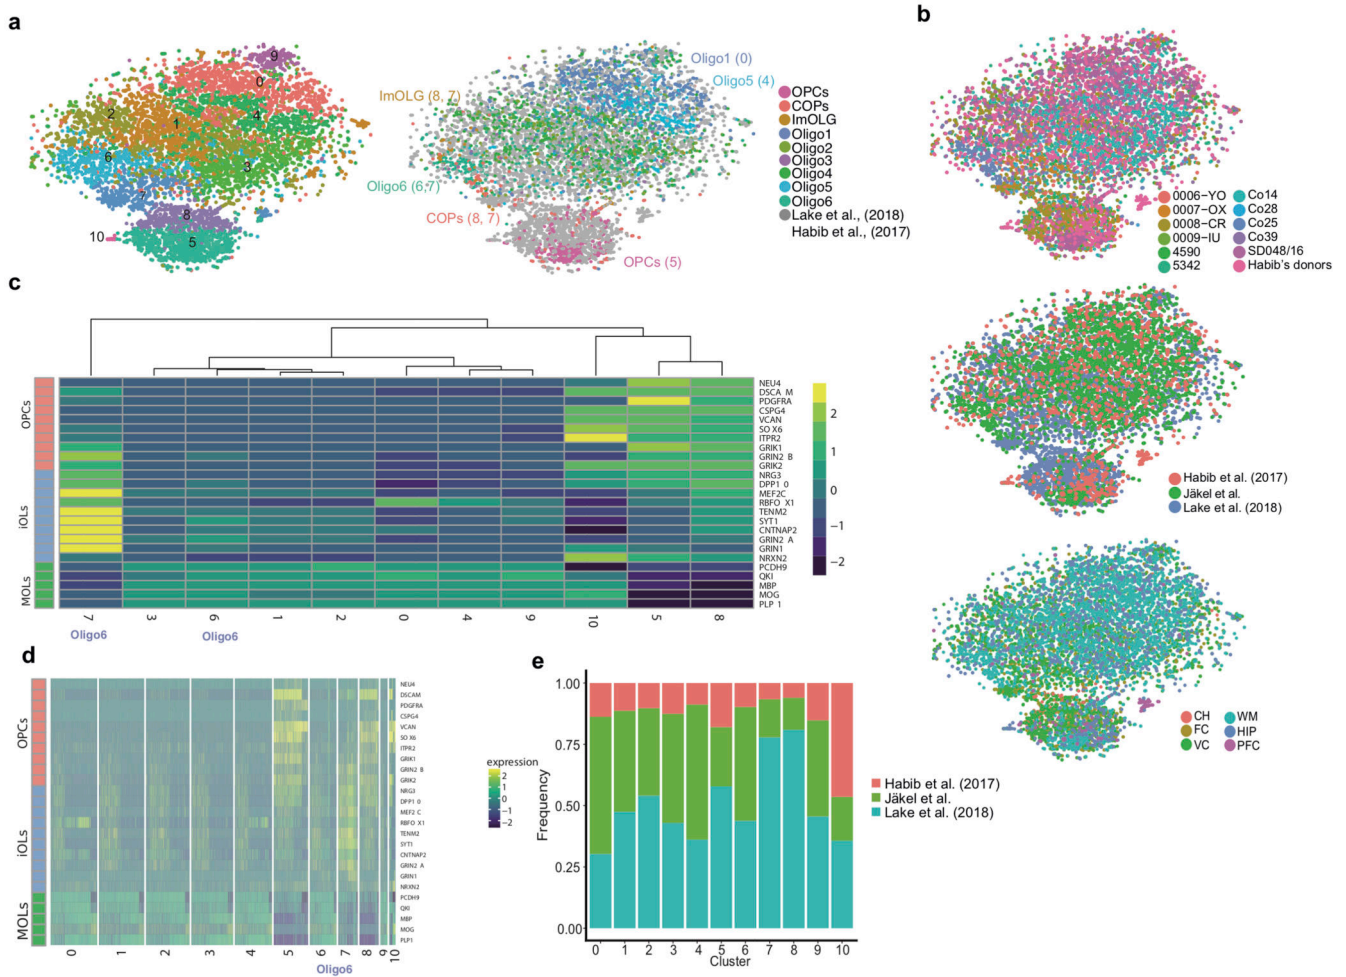 a
9
0
2
1
4
6
3
7
8
10
5
ImOLG (8, 7)
Oligo6 (6,7)
COPs (8, 7)
OPCs (5)
Oligo1 (0)
Oligo5 (4)
OPCs
COPs
ImOLG
Oligo1
Oligo2
Oligo3
Oligo4
Oligo5
Oligo6
Lake et al., (2018)
Habib et al., (2017)
b
0006−YO
0007−OX
0008−CR
0009−IU
4590
5342
Co14
Co28
Co25
Co39
SD048/16
Habib's donors
Habib et al. (2017)
Jäkel et al.
Lake et al. (2018)
CH
FC
VC
WM
HIP
PFC
c
OPCs
iOLs
MOLs
NEU4
DSCA M
PDGFRA
CSPG4
VCAN
SO X6
ITPR2
GRIK1
GRIN2 B
GRIK2
NRG3
DPP1 0
MEF2C
RBFO X1
TENM2
SYT1
CNTNAP2
GRIN2 A
GRIN1
NRXN2
PCDH9
QKI
MBP
MOG
PLP 1
2
1
0
−1
−2
7 3 6 1 2 0 4 9 10 5 8
Oligo6 Oligo6
d
OPCs
iOLs
MOLs
NEU4
DSCAM
PDGFRA
CSPG4
VCAN
SO X6
ITPR2
GRIK1
GRIN2 B
GRIK2
NRG3
DPP1 0
MEF2 C
RBFO X1
TENM2
SYT1
CNTNAP2
GRIN2 A
GRIN1
NRXN2
PCDH9
QKI
MBP
MOG
PLP1
0 1 2 3 4 5 6 7 8 9 10
Oligo6
expression
2
1
0
−1
−2
e
Frequency
1.00
0.75
0.50
0.25
0.00
0 1 2 3 4 5 6 7 8 9 10
Cluster
Habib et al. (2017)
Jäkel et al.
Lake et al. (2018)